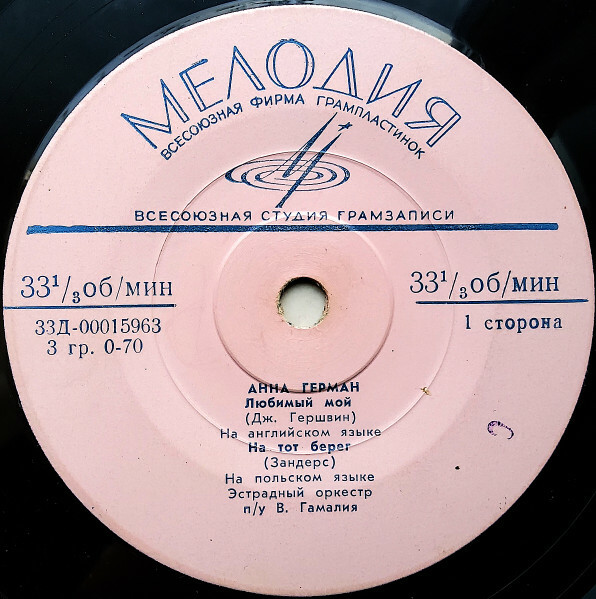 МЕЛОДИЯ
ВСЕСОЮЗНАЯ ФИРМА ГРАМПЛАСТИНОК
ВСЕСОЮЗНАЯ СТУДИЯ ГРАМЗАПИСИ
33¹/₃об/мин
33¹/₃об/мин
33Д-00015963
3 гр. 0-70
1 сторона
АННА ГЕРМАН
Любимый мой
(Дж. Гершвин)
На английском языке
На тот берег
(Зандерс)
На польском языке
Эстрадный оркестр
п/у В. Гамалия